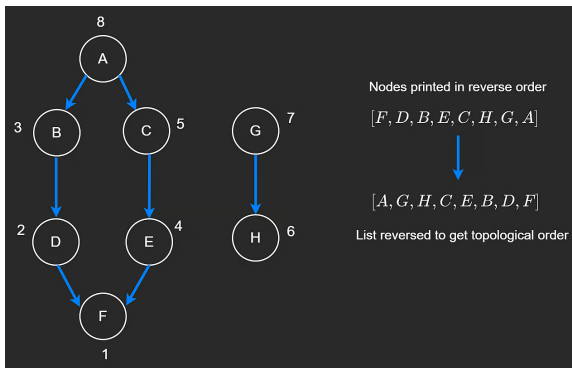 8
A
3
B
C
5
G
7
2
D
E
4
H
6
F
1
Nodes printed in reverse order
[F, D, B, E, C, H, G, A]
[A, G, H, C, E, B, D, F]
List reversed to get topological order